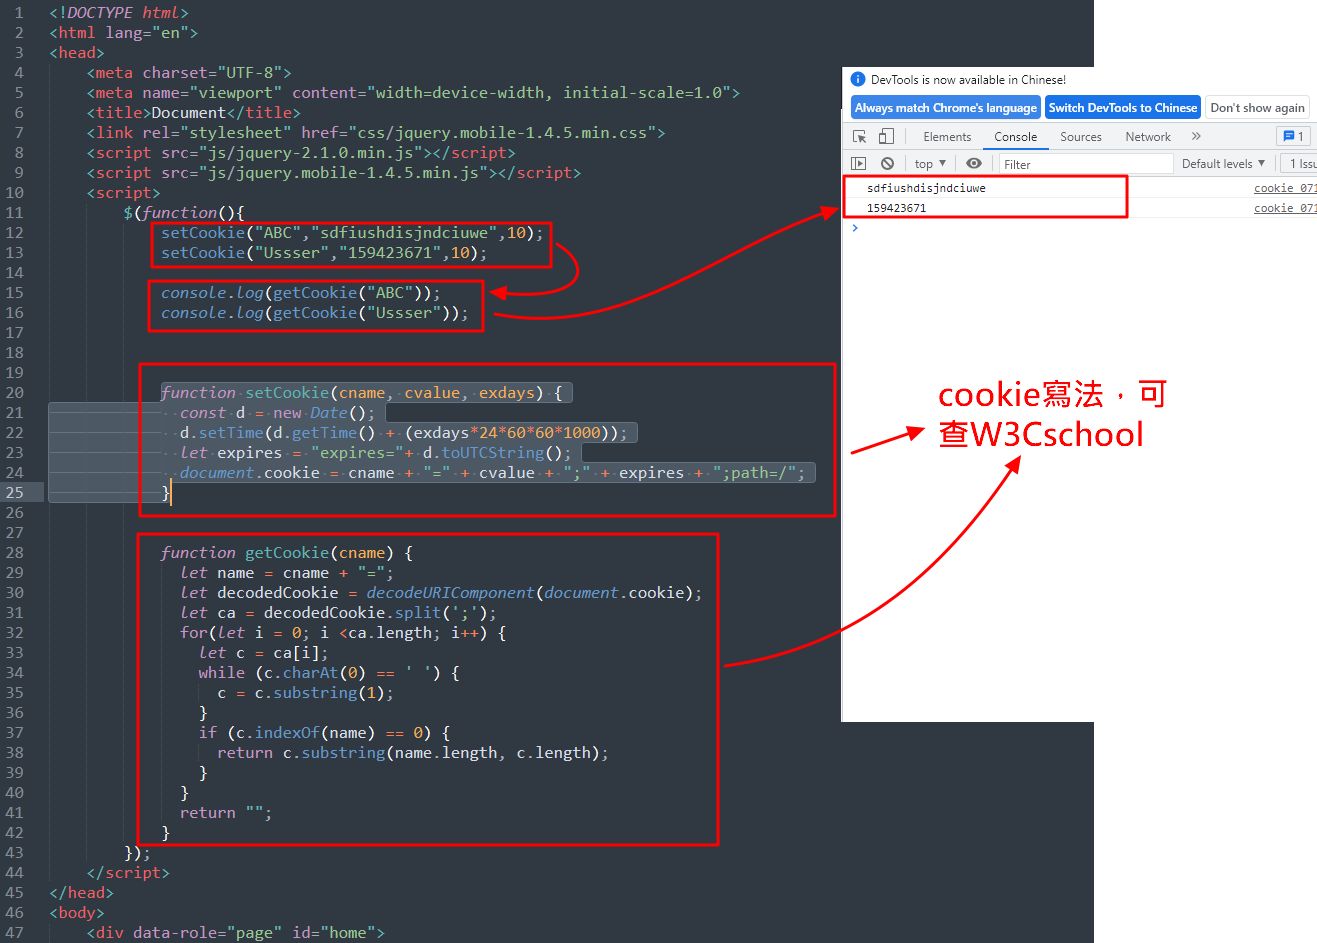 1 <!DOCTYPE html>
2 <html lang="en">
3 <head>
4 <meta charset="UTF-8">
5 <meta name="viewport" content="width=device-width, initial-scale=1.0">
6 <title>Document</title>
7 <link rel="stylesheet" href="css/jquery.mobile-1.4.5.min.css">
8 <script src="js/jquery-2.1.0.min.js"></script>
9 <script src="js/jquery.mobile-1.4.5.min.js"></script>
10 <script>
11 $(function(){
12 setCookie("ABC","sdfiushdisjndciuwe",10);
13 setCookie("Ussser","159423671",10);
14
15 console.log(getCookie("ABC"));
16 console.log(getCookie("Ussser"));
17
18
19
20 function setCookie(cname, cvalue, exdays) {
21 const d = new Date();
22 d.setTime(d.getTime() + (exdays*24*60*60*1000));
23 let expires = "expires="+ d.toUTCString();
24 document.cookie = cname + "=" + cvalue + ";" + expires + ";path=/";
25 }
26
27
28 function getCookie(cname) {
29 let name = cname + "=";
30 let decodedCookie = decodeURIComponent(document.cookie);
31 let ca = decodedCookie.split(';');
32 for(let i = 0; i <ca.length; i++) {
33 let c = ca[i];
34 while (c.charAt(0) == ' ') {
35 c = c.substring(1);
36 }
37 if (c.indexOf(name) == 0) {
38 return c.substring(name.length, c.length);
39 }
40 }
41 return "";
42 }
43 });
44 </script>
45 </head>
46 <body>
47 <div data-role="page" id="home">
DevTools is now available in Chinese!
Always match Chrome's language Switch DevTools to Chinese Don't show again
Elements Console Sources Network » 1
top ▼ Filter Default levels ▼ 1 Issu
sdfiushdisjndciuwe cookie 071
159423671 cookie 071
>
cookie寫法，可
查W3Cschool